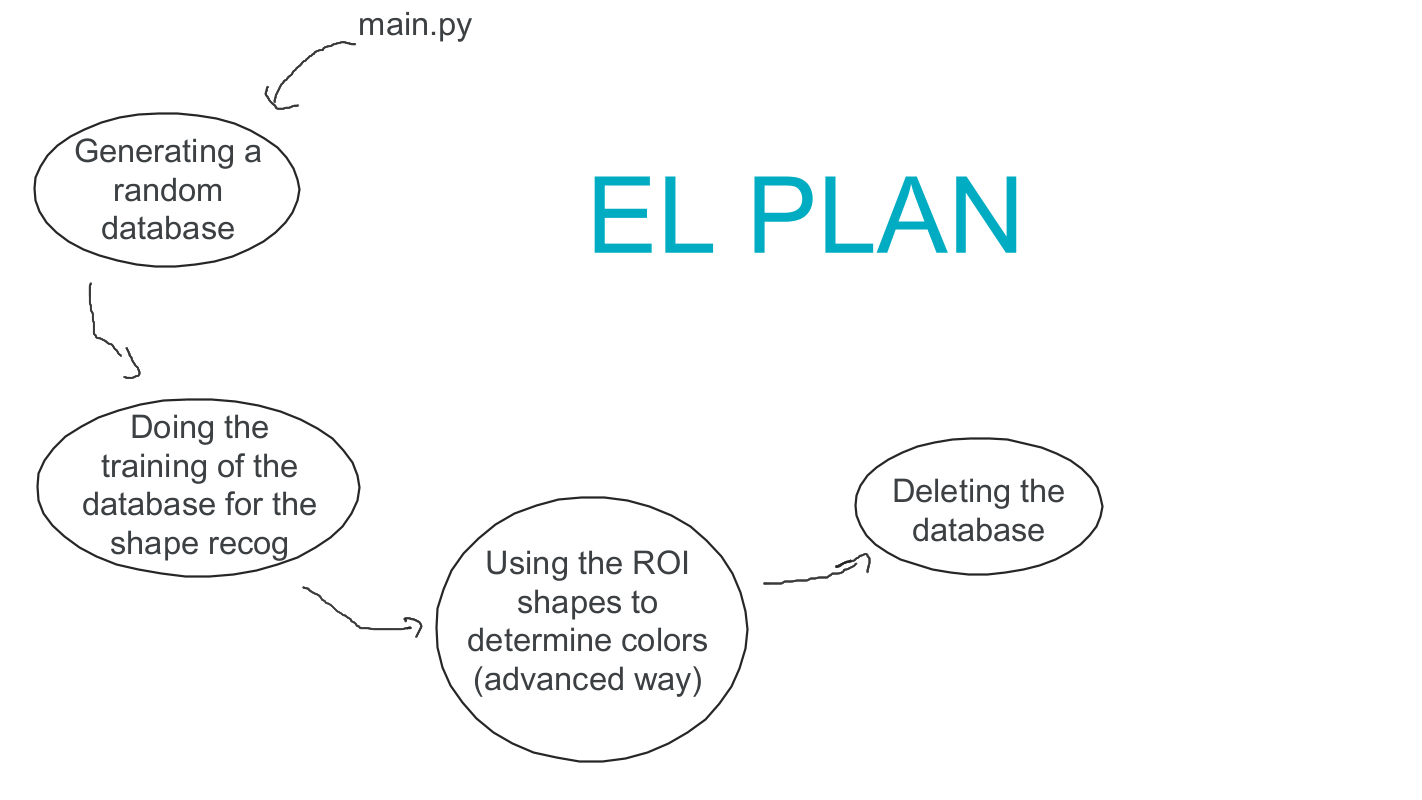 main.py
Generating a
random
database
EL PLAN
Doing the
training of the
database for the
shape recog
Using the ROI
shapes to
determine colors
(advanced way)
Deleting the
database